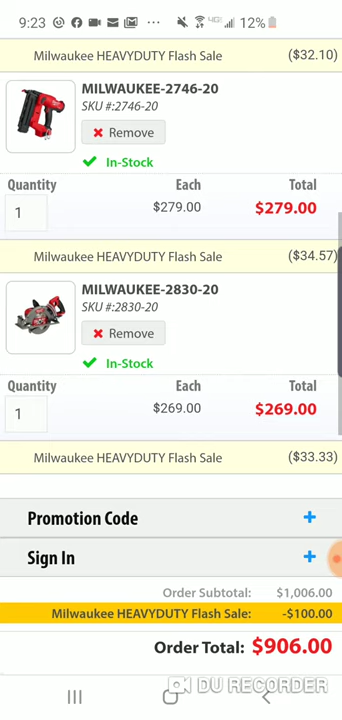 9:23 ... 12%
Milwaukee HEAVYDUTY Flash Sale ($32.10)
MILWAUKEE-2746-20
SKU #:2746-20
Remove
In-Stock
Quantity Each Total
1 $279.00 $279.00
Milwaukee HEAVYDUTY Flash Sale ($34.57)
MILWAUKEE-2830-20
SKU #:2830-20
Remove
In-Stock
Quantity Each Total
1 $269.00 $269.00
Milwaukee HEAVYDUTY Flash Sale ($33.33)
Promotion Code +
Sign In +
Order Subtotal: $1,006.00
Milwaukee HEAVYDUTY Flash Sale: -$100.00
Order Total: $906.00
DU RECORDER